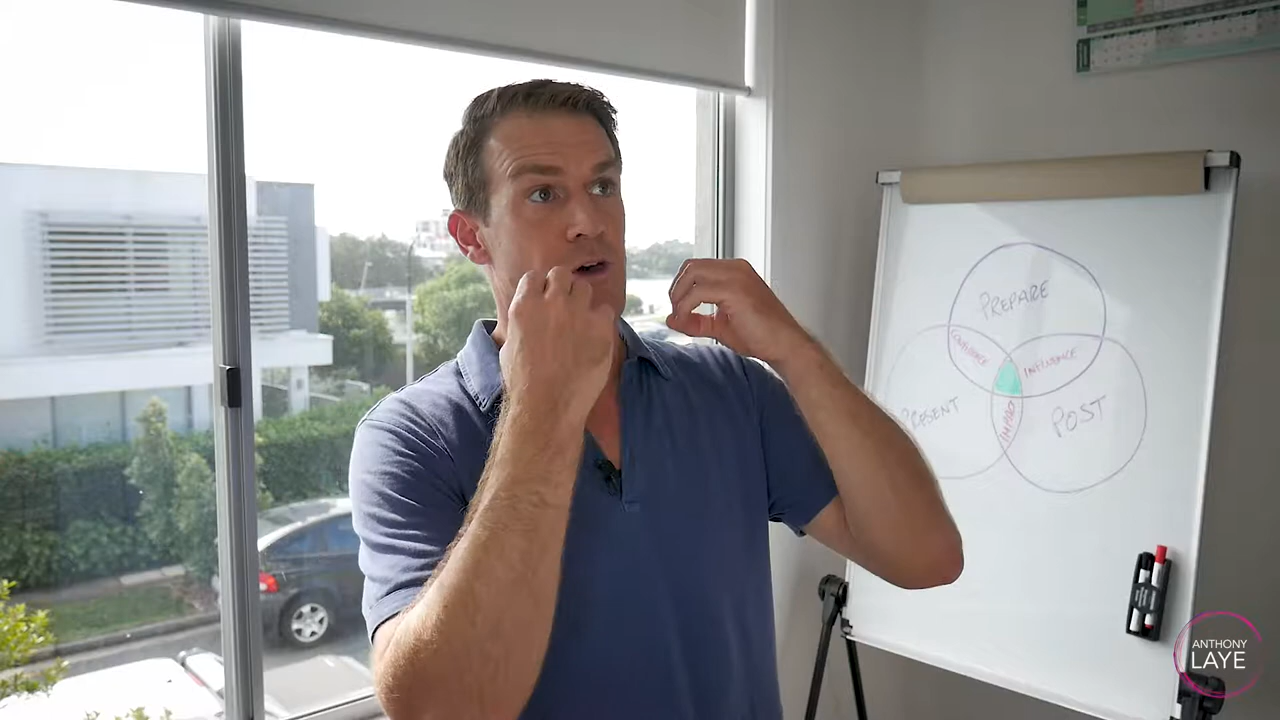 PREPARE
CONFIDENCE
INFLUENCE
PRESENT
IMPACT
POST
ANTHONY
LAYE